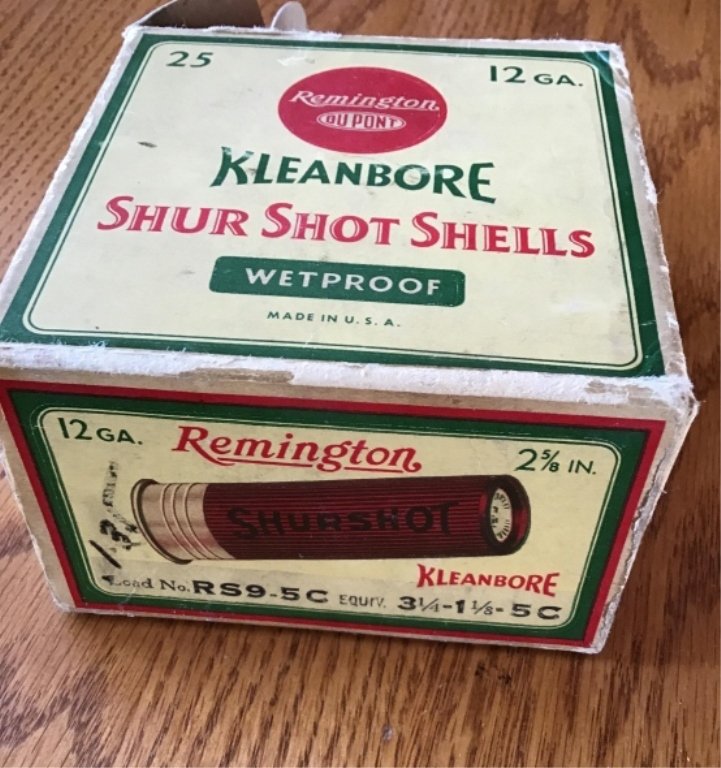 25 12 GA.
Remington
DU PONT
KLEANBORE
SHUR SHOT SHELLS
WETPROOF
MADE IN U. S. A.
12 GA. Remington 2⅝ IN.
SHURSHOT
KLEANBORE
Load No. RS9-5C EQUIV. 3¼-1⅛-5C